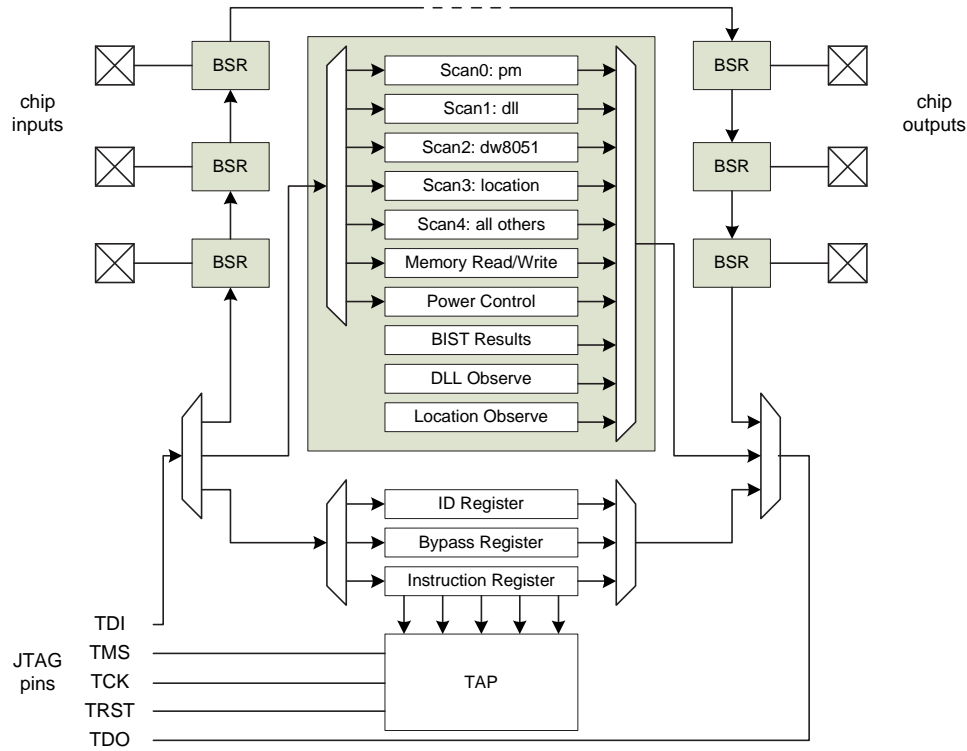 BSR
BSR
BSR
chip
inputs
Scan0: pm
Scan1: dll
Scan2: dw8051
Scan3: location
Scan4: all others
Memory Read/Write
Power Control
BIST Results
DLL Observe
Location Observe
BSR
BSR
BSR
chip
outputs
ID Register
Bypass Register
Instruction Register
TAP
JTAG
pins
TDI
TMS
TCK
TRST
TDO